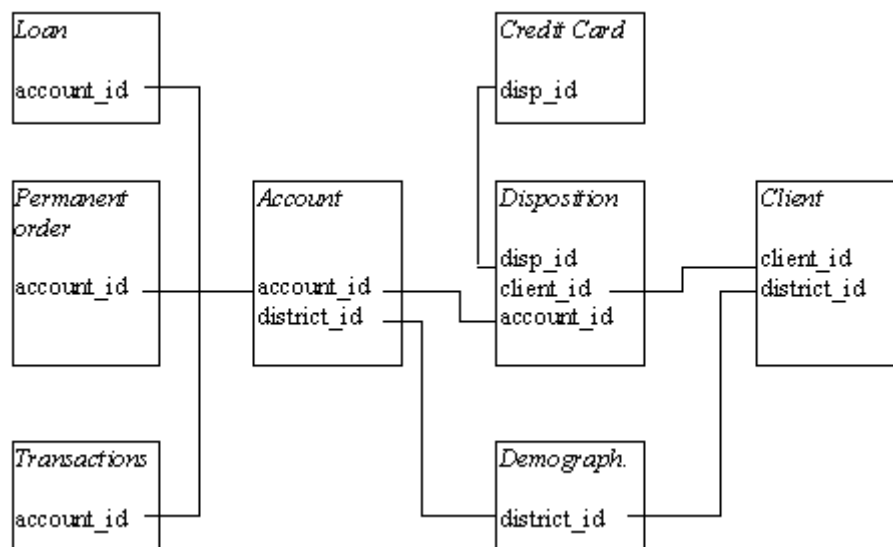 Loan
account_id
Credit Card
disp_id
Permanent
order
account_id
Account
account_id
district_id
Disposition
disp_id
client_id
account_id
Client
client_id
district_id
Transactions
account_id
Demograph.
district_id